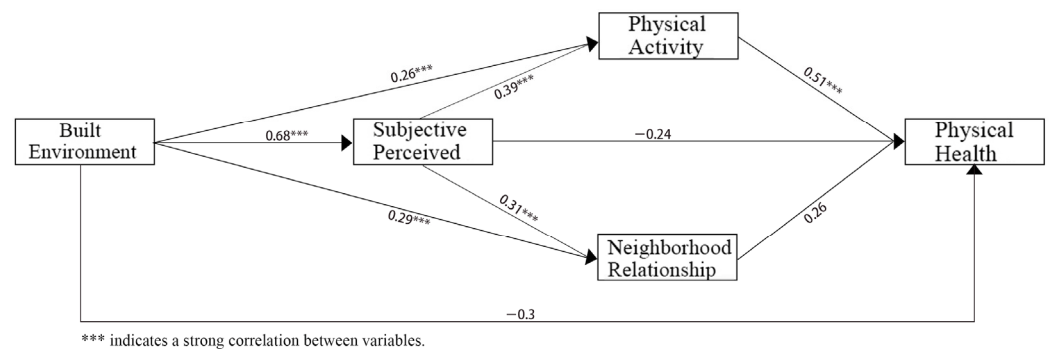 Physical
Activity
0.26***
0.39***
0.51***
Built
Environment
0.68***
Subjective
Perceived
−0.24
Physical
Health
0.31***
0.29***
0.26
Neighborhood
Relationship
−0.3
*** indicates a strong correlation between variables.